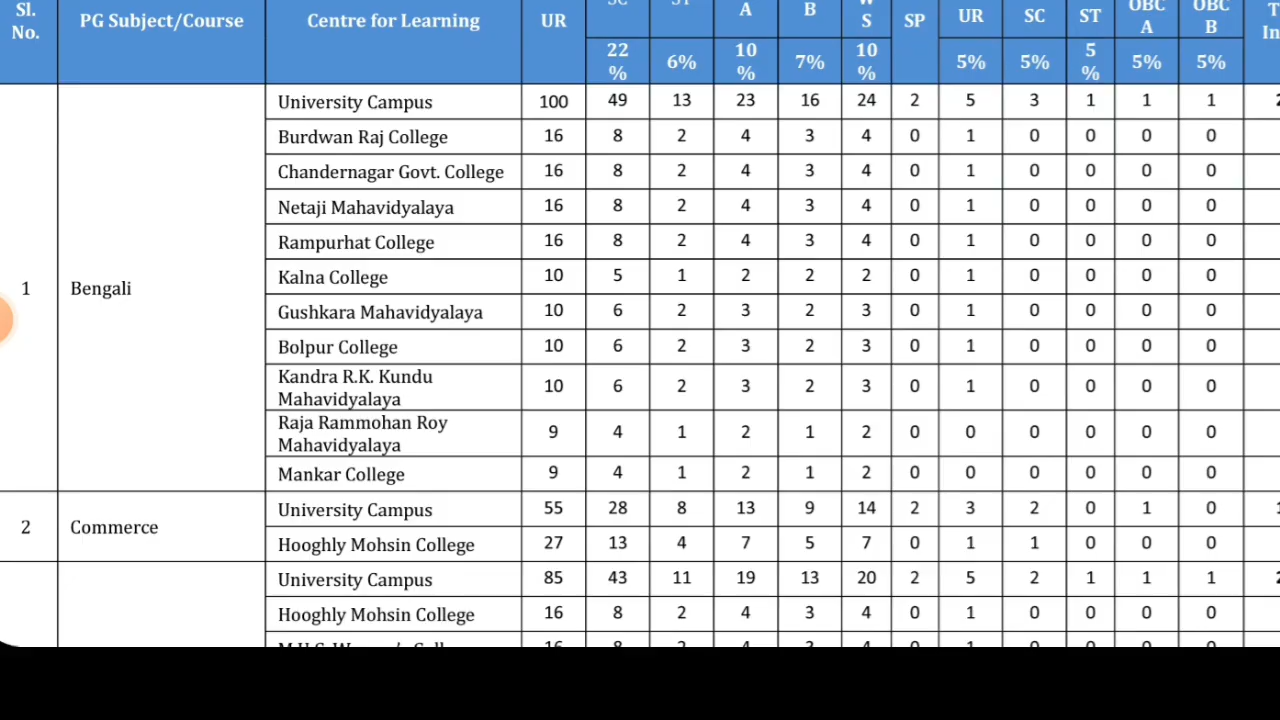 Sl. No. PG Subject/Course Centre for Learning UR SC ST A B W S SP UR SC ST OBC A OBC B
22 % 6% 10 % 7% 10 % 5% 5% 5 % 5% 5%
1 Bengali
University Campus 100 49 13 23 16 24 2 5 3 1 1 1
Burdwan Raj College 16 8 2 4 3 4 0 1 0 0 0 0
Chandernagar Govt. College 16 8 2 4 3 4 0 1 0 0 0 0
Netaji Mahavidyalaya 16 8 2 4 3 4 0 1 0 0 0 0
Rampurhat College 16 8 2 4 3 4 0 1 0 0 0 0
Kalna College 10 5 1 2 2 2 0 1 0 0 0 0
Gushkara Mahavidyalaya 10 6 2 3 2 3 0 1 0 0 0 0
Bolpur College 10 6 2 3 2 3 0 1 0 0 0 0
Kandra R.K. Kundu
Mahavidyalaya 10 6 2 3 2 3 0 1 0 0 0 0
Raja Rammohan Roy
Mahavidyalaya 9 4 1 2 1 2 0 0 0 0 0 0
Mankar College 9 4 1 2 1 2 0 0 0 0 0 0
2 Commerce
University Campus 55 28 8 13 9 14 2 3 2 0 1 0
Hooghly Mohsin College 27 13 4 7 5 7 0 1 1 0 0 0
University Campus 85 43 11 19 13 20 2 5 2 1 1 1
Hooghly Mohsin College 16 8 2 4 3 4 0 1 0 0 0 0